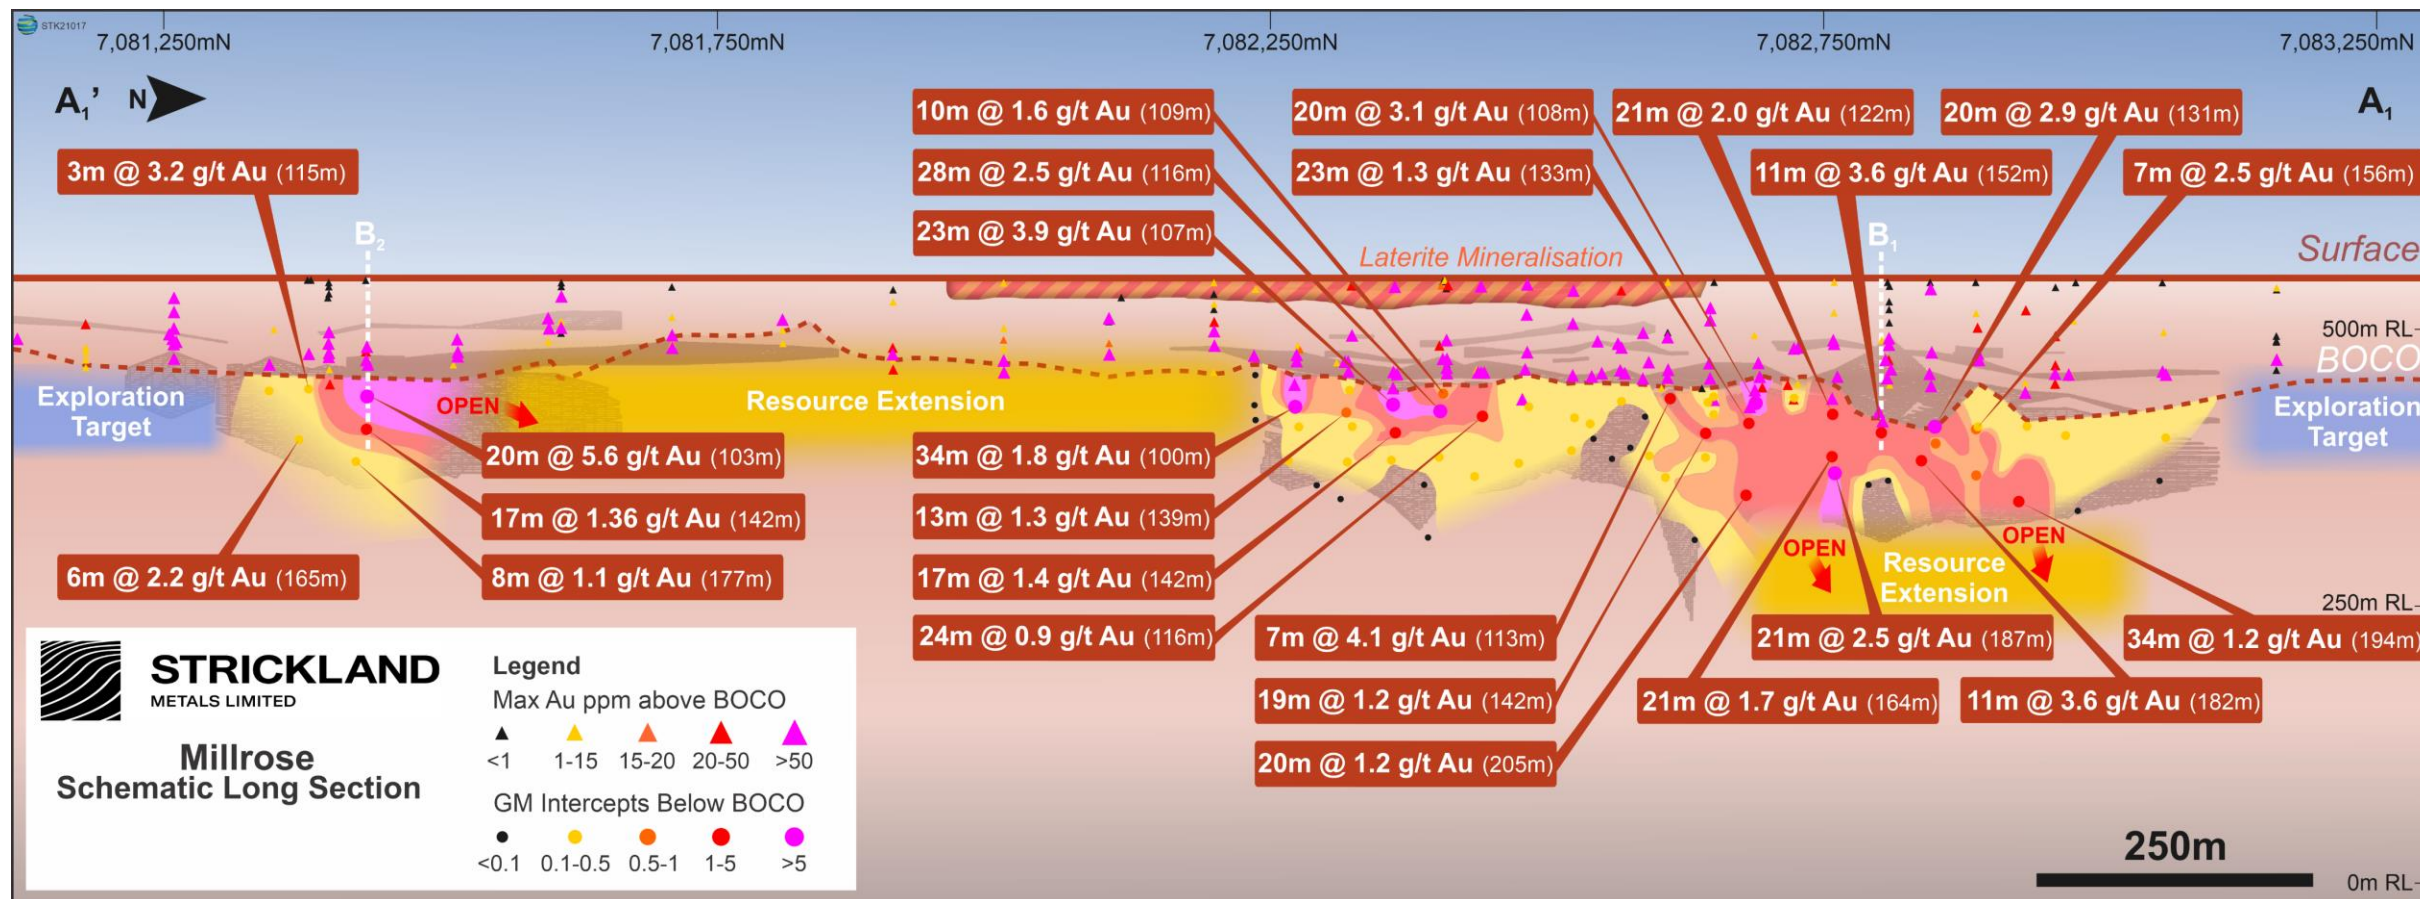 STK21017
7,081,250mN
7,081,750mN
7,082,250mN
7,082,750mN
7,083,250mN
A1’
N
A1
10m @ 1.6 g/t Au (109m)
20m @ 3.1 g/t Au (108m)
21m @ 2.0 g/t Au (122m)
20m @ 2.9 g/t Au (131m)
3m @ 3.2 g/t Au (115m)
28m @ 2.5 g/t Au (116m)
23m @ 1.3 g/t Au (133m)
11m @ 3.6 g/t Au (152m)
7m @ 2.5 g/t Au (156m)
23m @ 3.9 g/t Au (107m)
B2
B1
Laterite Mineralisation
Surface
500m RL
BOCO
Exploration
Target
OPEN
Resource Extension
Exploration
Target
20m @ 5.6 g/t Au (103m)
34m @ 1.8 g/t Au (100m)
17m @ 1.36 g/t Au (142m)
13m @ 1.3 g/t Au (139m)
6m @ 2.2 g/t Au (165m)
8m @ 1.1 g/t Au (177m)
17m @ 1.4 g/t Au (142m)
OPEN
OPEN
Resource
Extension
250m RL
24m @ 0.9 g/t Au (116m)
7m @ 4.1 g/t Au (113m)
21m @ 2.5 g/t Au (187m)
34m @ 1.2 g/t Au (194m)
19m @ 1.2 g/t Au (142m)
21m @ 1.7 g/t Au (164m)
11m @ 3.6 g/t Au (182m)
20m @ 1.2 g/t Au (205m)
STRICKLAND
METALS LIMITED
Millrose
Schematic Long Section
Legend
Max Au ppm above BOCO
<1 1-15 15-20 20-50 >50
GM Intercepts Below BOCO
<0.1 0.1-0.5 0.5-1 1-5 >5
250m
0m RL